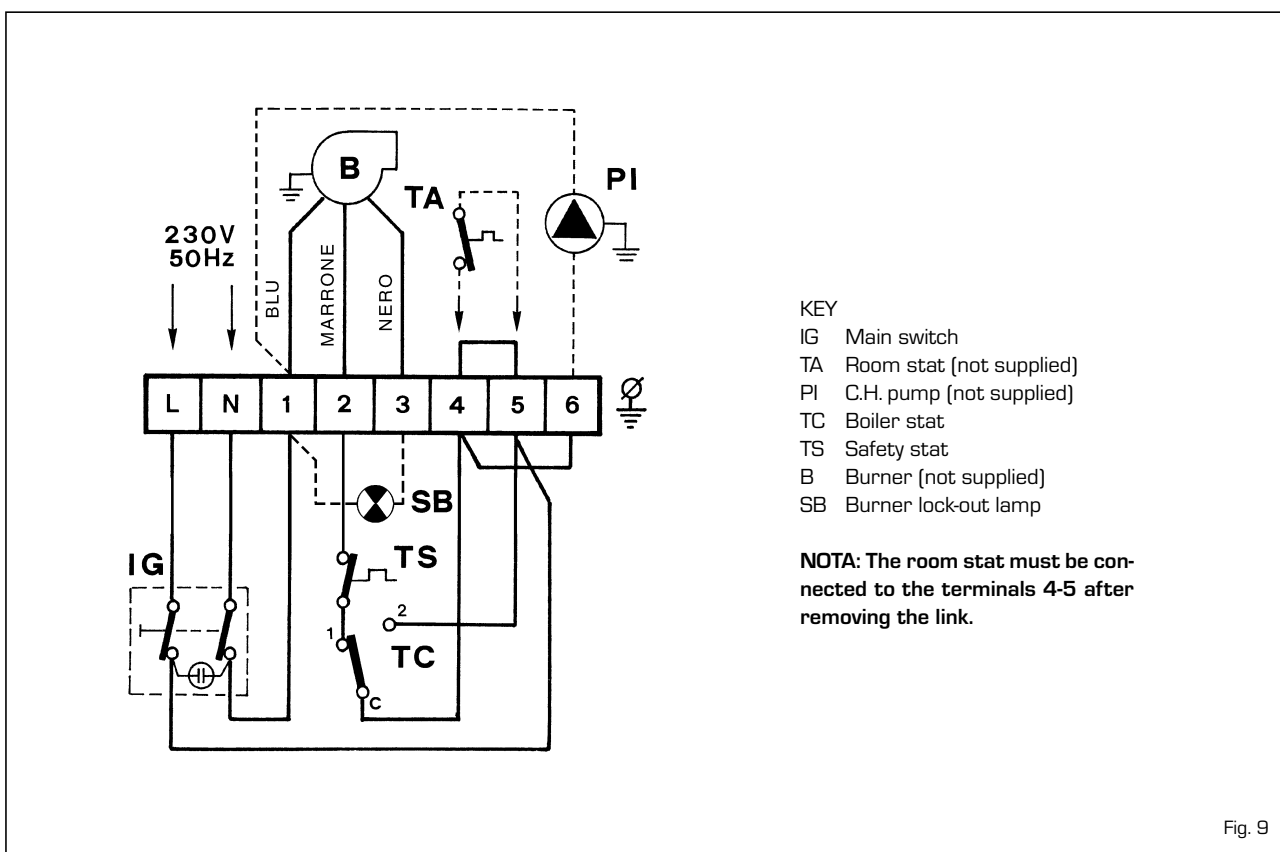 B
PI
TA
230V
50Hz
BLU
MARRONE
NERO
L N 1 2 3 4 5 6
SB
IG
TS
2
1
TC
C
KEY
IG Main switch
TA Room stat (not supplied)
PI C.H. pump (not supplied)
TC Boiler stat
TS Safety stat
B Burner (not supplied)
SB Burner lock-out lamp
NOTA: The room stat must be con-
nected to the terminals 4-5 after
removing the link.
Fig. 9